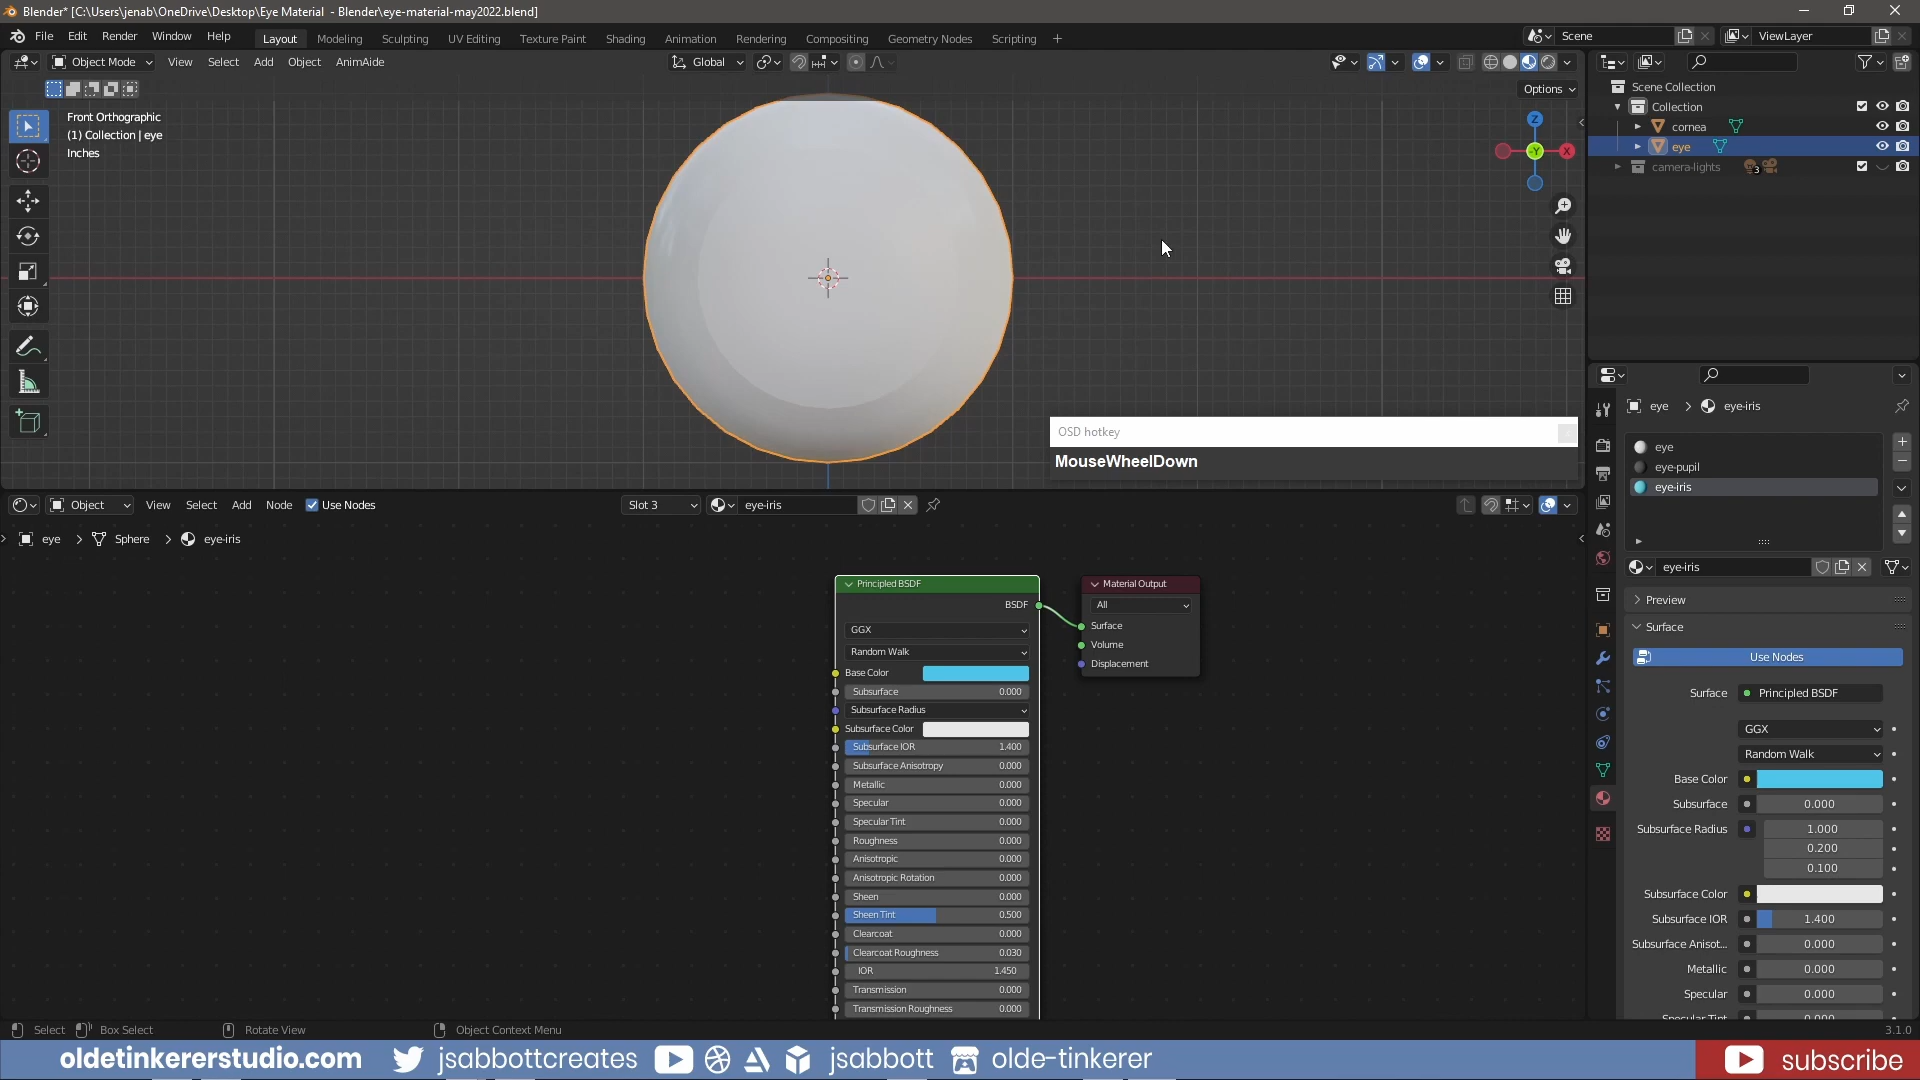 Blender* [C:\Users\jenab\OneDrive\Desktop\Eye Material - Blender\eye-material-may2022.blend]
File Edit Render Window Help Layout Modeling Sculpting UV Editing Texture Paint Shading Animation Rendering Compositing Geometry Nodes Scripting + Scene ViewLayer
Object Mode View Select Add Object AnimAide Global
Options
Front Orthographic
(1) Collection | eye
Inches
Z
-Y X
Scene Collection
Collection
cornea
eye
camera-lights 3
OSD hotkey
MouseWheelDown
eye > eye-iris
eye
eye-pupil
eye-iris
eye-iris
Preview
Surface
Use Nodes
Surface Principled BSDF
GGX
Random Walk
Base Color
Subsurface 0.000
Subsurface Radius 1.000
0.200
0.100
Subsurface Color
Subsurface IOR 1.400
Subsurface Anisot... 0.000
Metallic 0.000
Specular 0.000
Specular Tint 0.000
Object View Select Add Node Use Nodes Slot 3 eye-iris
eye > Sphere > eye-iris
Principled BSDF
BSDF
GGX
Random Walk
Base Color
Subsurface 0.000
Subsurface Radius
Subsurface Color
Subsurface IOR 1.400
Subsurface Anisotropy 0.000
Metallic 0.000
Specular 0.000
Specular Tint 0.000
Roughness 0.000
Anisotropic 0.000
Anisotropic Rotation 0.000
Sheen 0.000
Sheen Tint 0.500
Clearcoat 0.000
Clearcoat Roughness 0.030
IOR 1.450
Transmission 0.000
Transmission Roughness 0.000
Material Output
All
Surface
Volume
Displacement
Select Box Select Rotate View Object Context Menu 3.1.0
oldetinkererstudio.com jsabbottcreates jsabbott olde-tinkerer subscribe